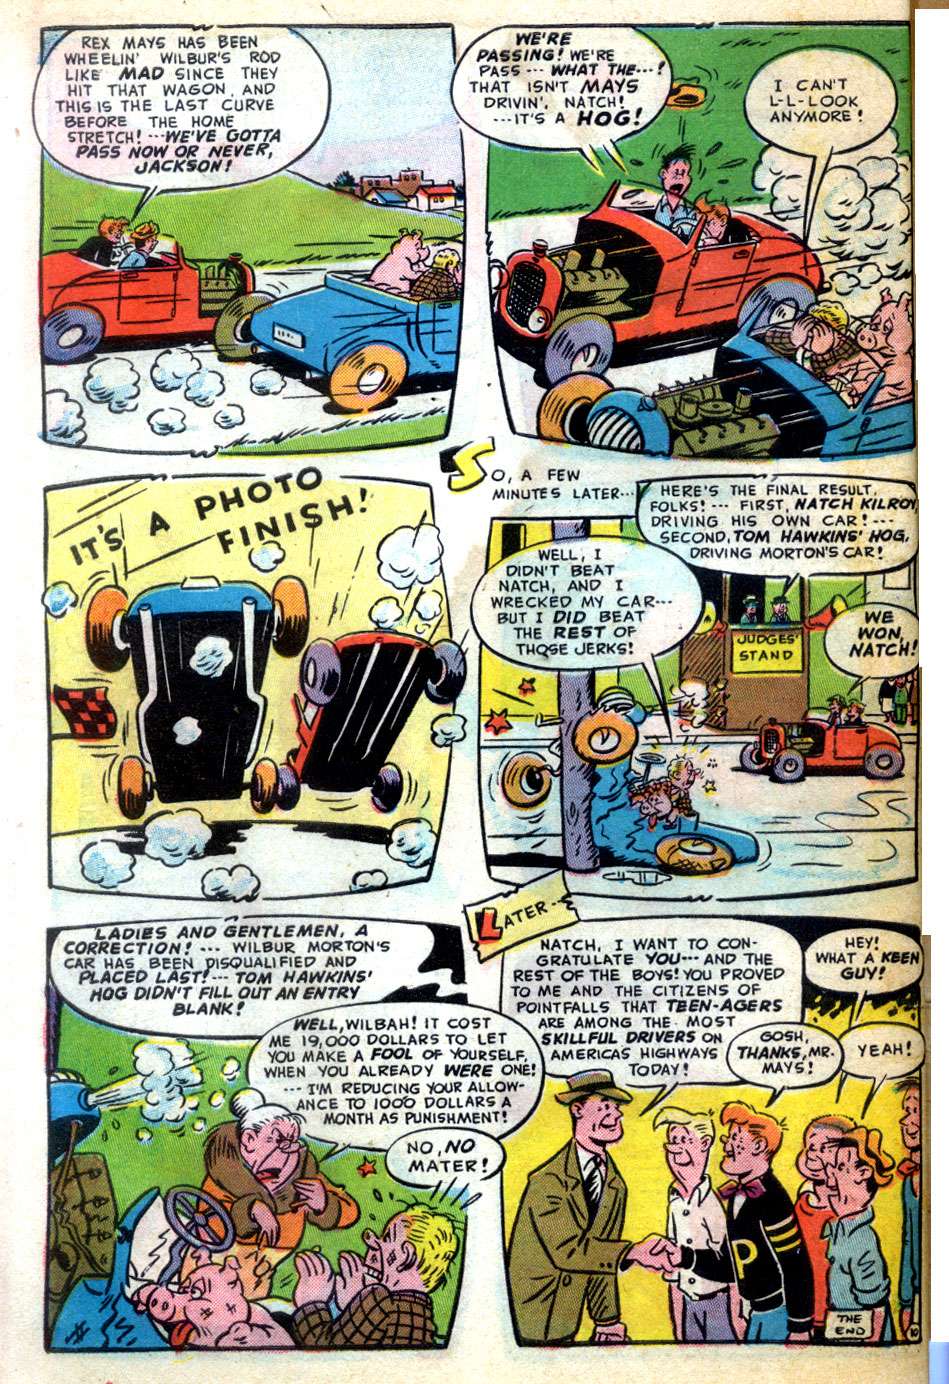 REX MAYS HAS BEEN
WHEELIN' WILBUR'S ROD
LIKE MAD SINCE THEY
HIT THAT WAGON, AND
THIS IS THE LAST CURVE
BEFORE THE HOME
STRETCH! --- WE'VE GOTTA
PASS NOW OR NEVER,
JACKSON!
WE'RE
PASSING! WE'RE
PASS --- WHAT THE---!
THAT ISN'T MAYS
DRIVIN', NATCH!
---IT'S A HOG!
I CAN'T
L-L-LOOK
ANYMORE!
IT'S A PHOTO
FINISH!
SO, A FEW
MINUTES LATER---
HERE'S THE FINAL RESULT,
FOLKS! --- FIRST, NATCH KILROY,
DRIVING HIS OWN CAR! ---
SECOND, TOM HAWKINS' HOG,
DRIVING MORTON'S CAR!
WELL, I
DIDN'T BEAT
NATCH, AND I
WRECKED MY CAR---
BUT I DID BEAT
THE REST OF
THOSE JERKS!
JUDGES'
STAND
WE
WON,
NATCH!
LADIES AND GENTLEMEN, A
CORRECTION! --- WILBUR MORTON'S
CAR HAS BEEN DISQUALIFIED AND
PLACED LAST! -- TOM HAWKINS'
HOG DIDN'T FILL OUT AN ENTRY
BLANK!
WELL, WILBAH! IT COST
ME 19,000 DOLLARS TO LET
YOU MAKE A FOOL OF YOURSELF,
WHEN YOU ALREADY WERE ONE!
--- I'M REDUCING YOUR ALLOW-
ANCE TO 1000 DOLLARS A
MONTH AS PUNISHMENT!
NO, NO
MATER!
LATER--
NATCH, I WANT TO CON-
GRATULATE YOU --- AND THE
REST OF THE BOYS! YOU PROVED
TO ME AND THE CITIZENS OF
POINTFALLS THAT TEEN-AGERS
ARE AMONG THE MOST
SKILLFUL DRIVERS ON
AMERICAS HIGHWAYS
TODAY!
HEY!
WHAT A KEEN
GUY!
GOSH,
THANKS, MR.
MAYS!
YEAH!
P
THE
END
10